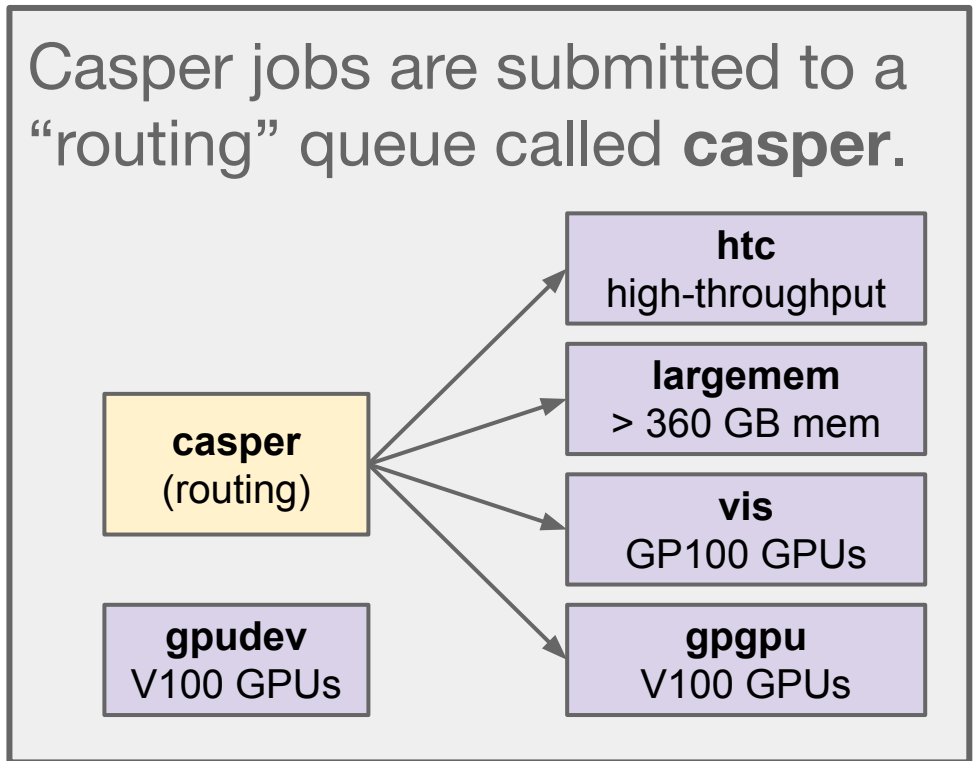 Casper jobs are submitted to a
“routing” queue called casper.
htc
high-throughput
largemem
> 360 GB mem
casper
(routing)
vis
GP100 GPUs
gpudev
V100 GPUs
gpgpu
V100 GPUs